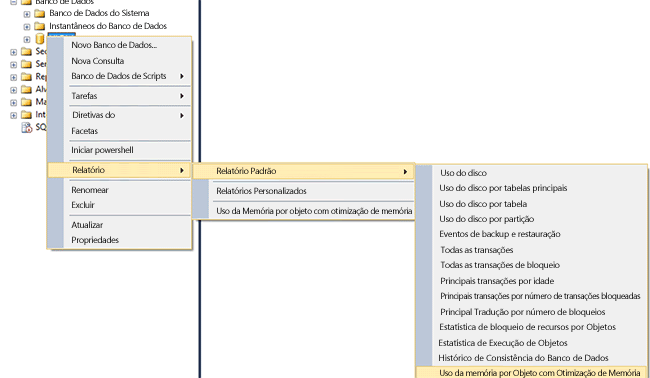 Banco de Dados
Banco de Dados do Sistema
Instantâneos do Banco de Dados
Novo Banco de Dados...
Nova Consulta
Banco de Dados de Scripts
Tarefas
Diretivas do
Facetas
Iniciar powershell
Relatório
Renomear
Excluir
Atualizar
Propriedades
Sec
Ser
Rep
Alw
Ma
Int
SQ
Relatório Padrão
Relatórios Personalizados
Uso da Memória por objeto com otimização de memória
Uso do disco
Uso do disco por tabelas principais
Uso do disco por tabela
Uso do disco por partição
Eventos de backup e restauração
Todas as transações
Todas as transações de bloqueio
Principais transações por idade
Principais transações por número de transações bloqueadas
Principal Tradução por número de bloqueios
Estatística de bloqueio de recursos por Objetos
Estatística de Execução de Objetos
Histórico de Consistência do Banco de Dados
Uso da memória por Objeto com Otimização de Memória